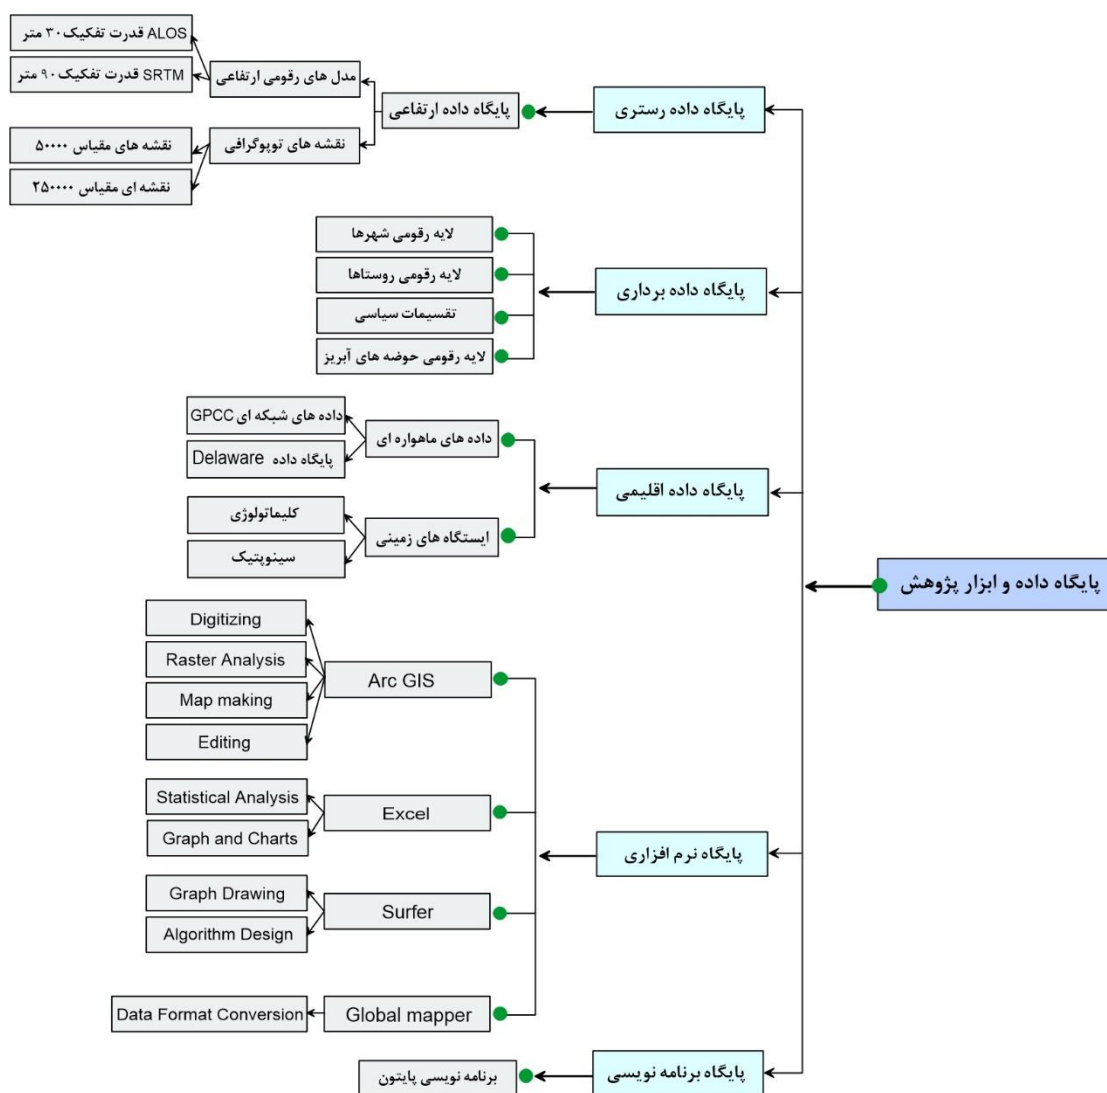 پایگاه داده و ابزار پژوهش
پایگاه داده رستری
پایگاه داده ارتفاعی
مدل های رقومی ارتفاعی
ALOS قدرت تفکیک ۳۰ متر
SRTM قدرت تفکیک ۹۰ متر
نقشه های توپوگرافی
نقشه های مقیاس ۵۰۰۰۰
نقشه ای مقیاس ۲۵۰۰۰۰
پایگاه داده برداری
لایه رقومی شهرها
لایه رقومی روستاها
تقسیمات سیاسی
لایه رقومی حوضه های آبریز
پایگاه داده اقلیمی
داده های ماهواره ای
داده های شبکه ای GPCC
پایگاه داده Delaware
ایستگاه های زمینی
کلیماتولوژی
سینوپتیک
پایگاه نرم افزاری
Arc GIS
Digitizing
Raster Analysis
Map making
Editing
Excel
Statistical Analysis
Graph and Charts
Surfer
Graph Drawing
Algorithm Design
Global mapper
Data Format Conversion
پایگاه برنامه نویسی
برنامه نویسی پایتون